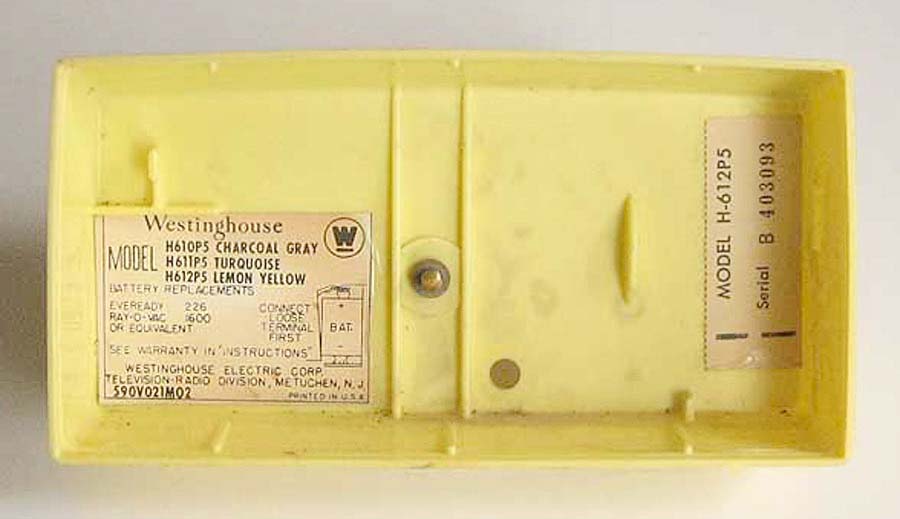 Westinghouse
W
MODEL H610P5 CHARCOAL GRAY
H611P5 TURQUOISE
H612P5 LEMON YELLOW
BATTERY REPLACEMENTS
EVEREADY 226
RAY-O-VAC 1600
OR EQUIVALENT
CONNECT
LOOSE
TERMINAL
FIRST
BAT.
SEE WARRANTY IN "INSTRUCTIONS"
WESTINGHOUSE ELECTRIC CORP.
TELEVISION-RADIO DIVISION, METUCHEN, N.J.
590V021M02
PRINTED IN U.S.A.
MODEL H-612P5
Serial B 403093